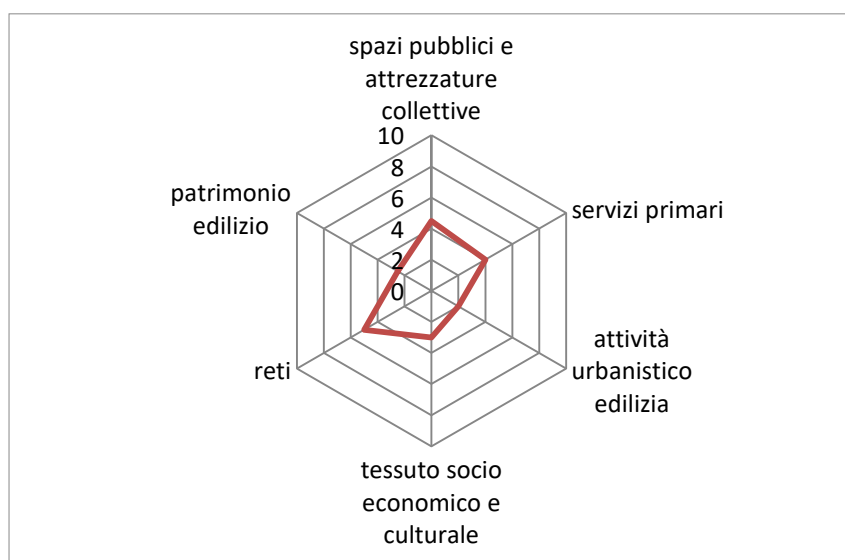 spazi pubblici e
attrezzature
collettive
10
8
6
4
2
0
servizi primari
attività
urbanistico
edilizia
tessuto socio
economico e
culturale
reti
patrimonio
edilizio